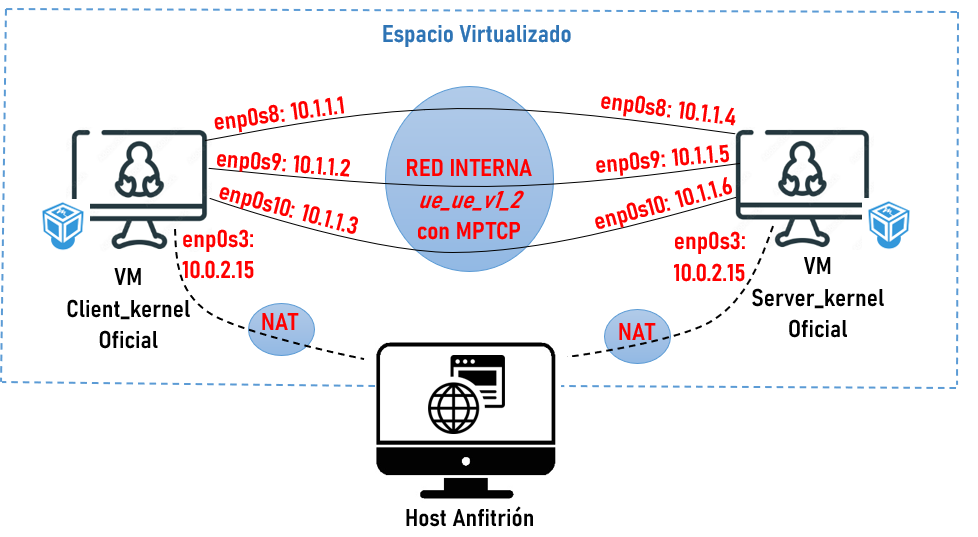 Espacio Virtualizado
enp0s8: 10.1.1.1
enp0s8: 10.1.1.4
enp0s9: 10.1.1.2
RED INTERNA
enp0s9: 10.1.1.5
enp0s10: 10.1.1.3
ue_ue_v1_2
enp0s10: 10.1.1.6
con MPTCP
enp0s3:
10.0.2.15
enp0s3:
10.0.2.15
VM
Client_kernel
Oficial
VM
Server_kernel
Oficial
NAT
NAT
Host Anfitrión